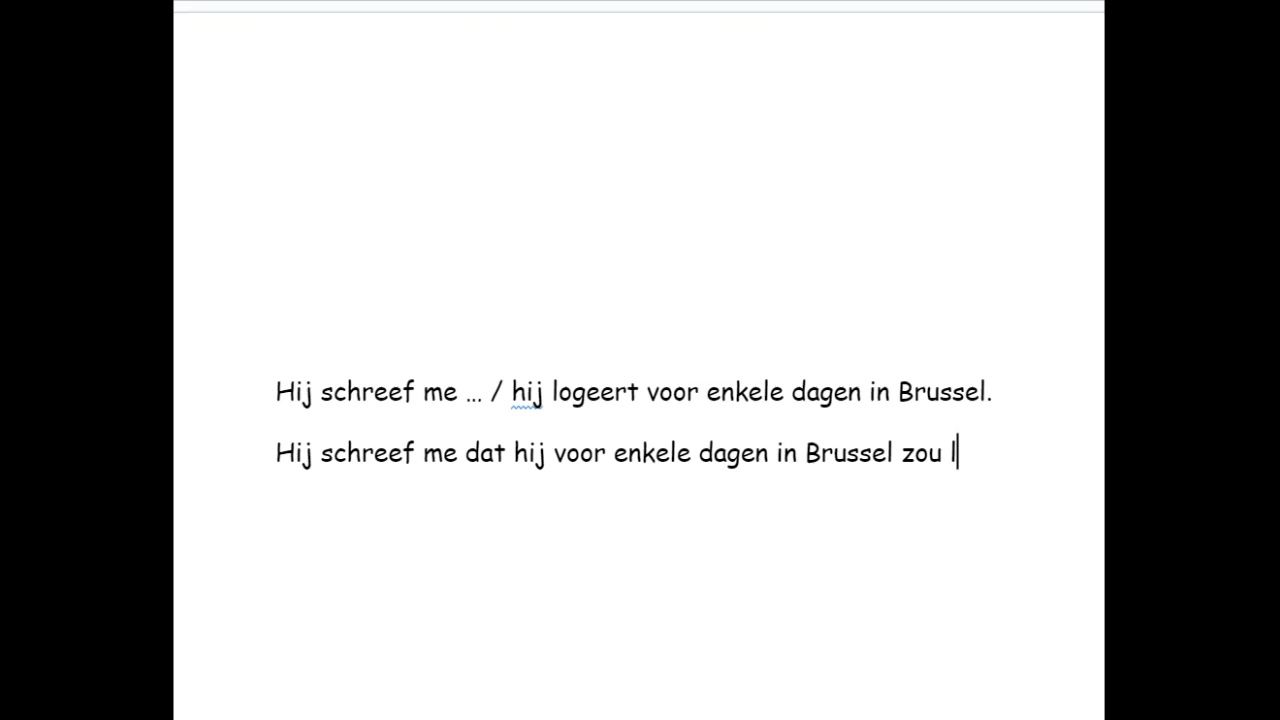 Hij schreef me ... / hij logeert voor enkele dagen in Brussel.
Hij schreef me dat hij voor enkele dagen in Brussel zou l